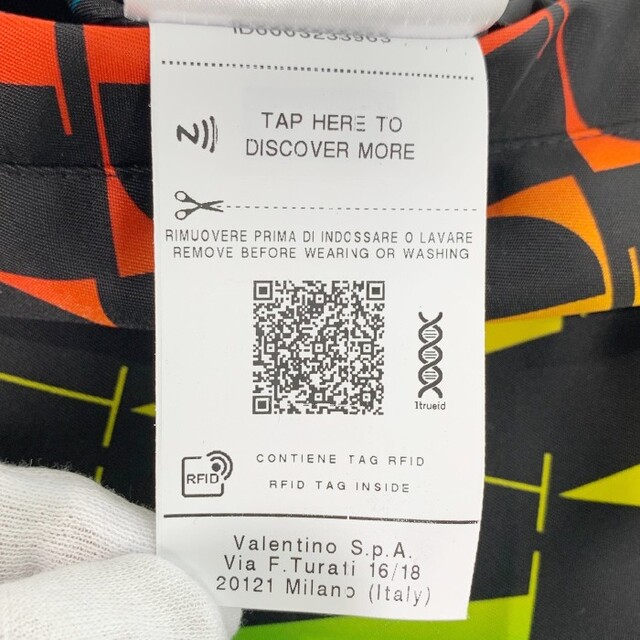 ID0003233963
TAP HERE TO
DISCOVER MORE
RIMUOVERE PRIMA DI INDOSSARE O LAVARE
REMOVE BEFORE WEARING OR WASHING
1trueid
RFID
CONTIENE TAG RFID
RFID TAG INSIDE
Valentino S.p.A.
Via F.Turati 16/18
20121 Milano (Italy)